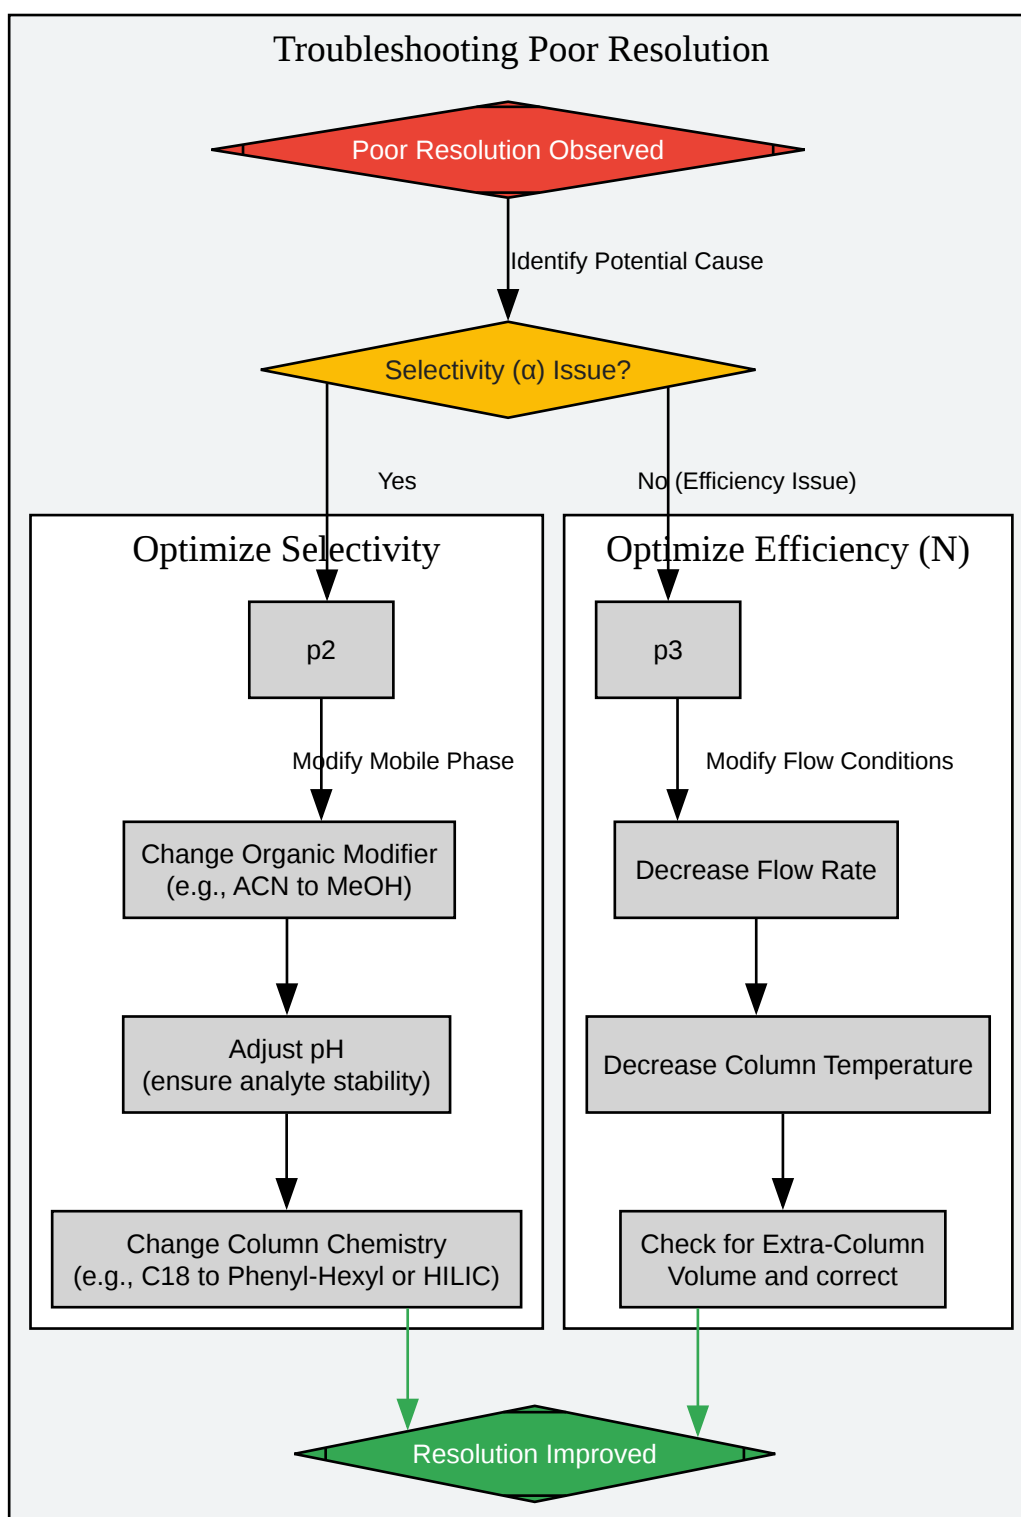 Troubleshooting Poor Resolution
Poor Resolution Observed
Identify Potential Cause
Selectivity (α) Issue?
Yes
No (Efficiency Issue)
Optimize Selectivity
p2
Modify Mobile Phase
Change Organic Modifier
(e.g., ACN to MeOH)
Adjust pH
(ensure analyte stability)
Change Column Chemistry
(e.g., C18 to Phenyl-Hexyl or HILIC)
Optimize Efficiency (N)
p3
Modify Flow Conditions
Decrease Flow Rate
Decrease Column Temperature
Check for Extra-Column
Volume and correct
Resolution Improved